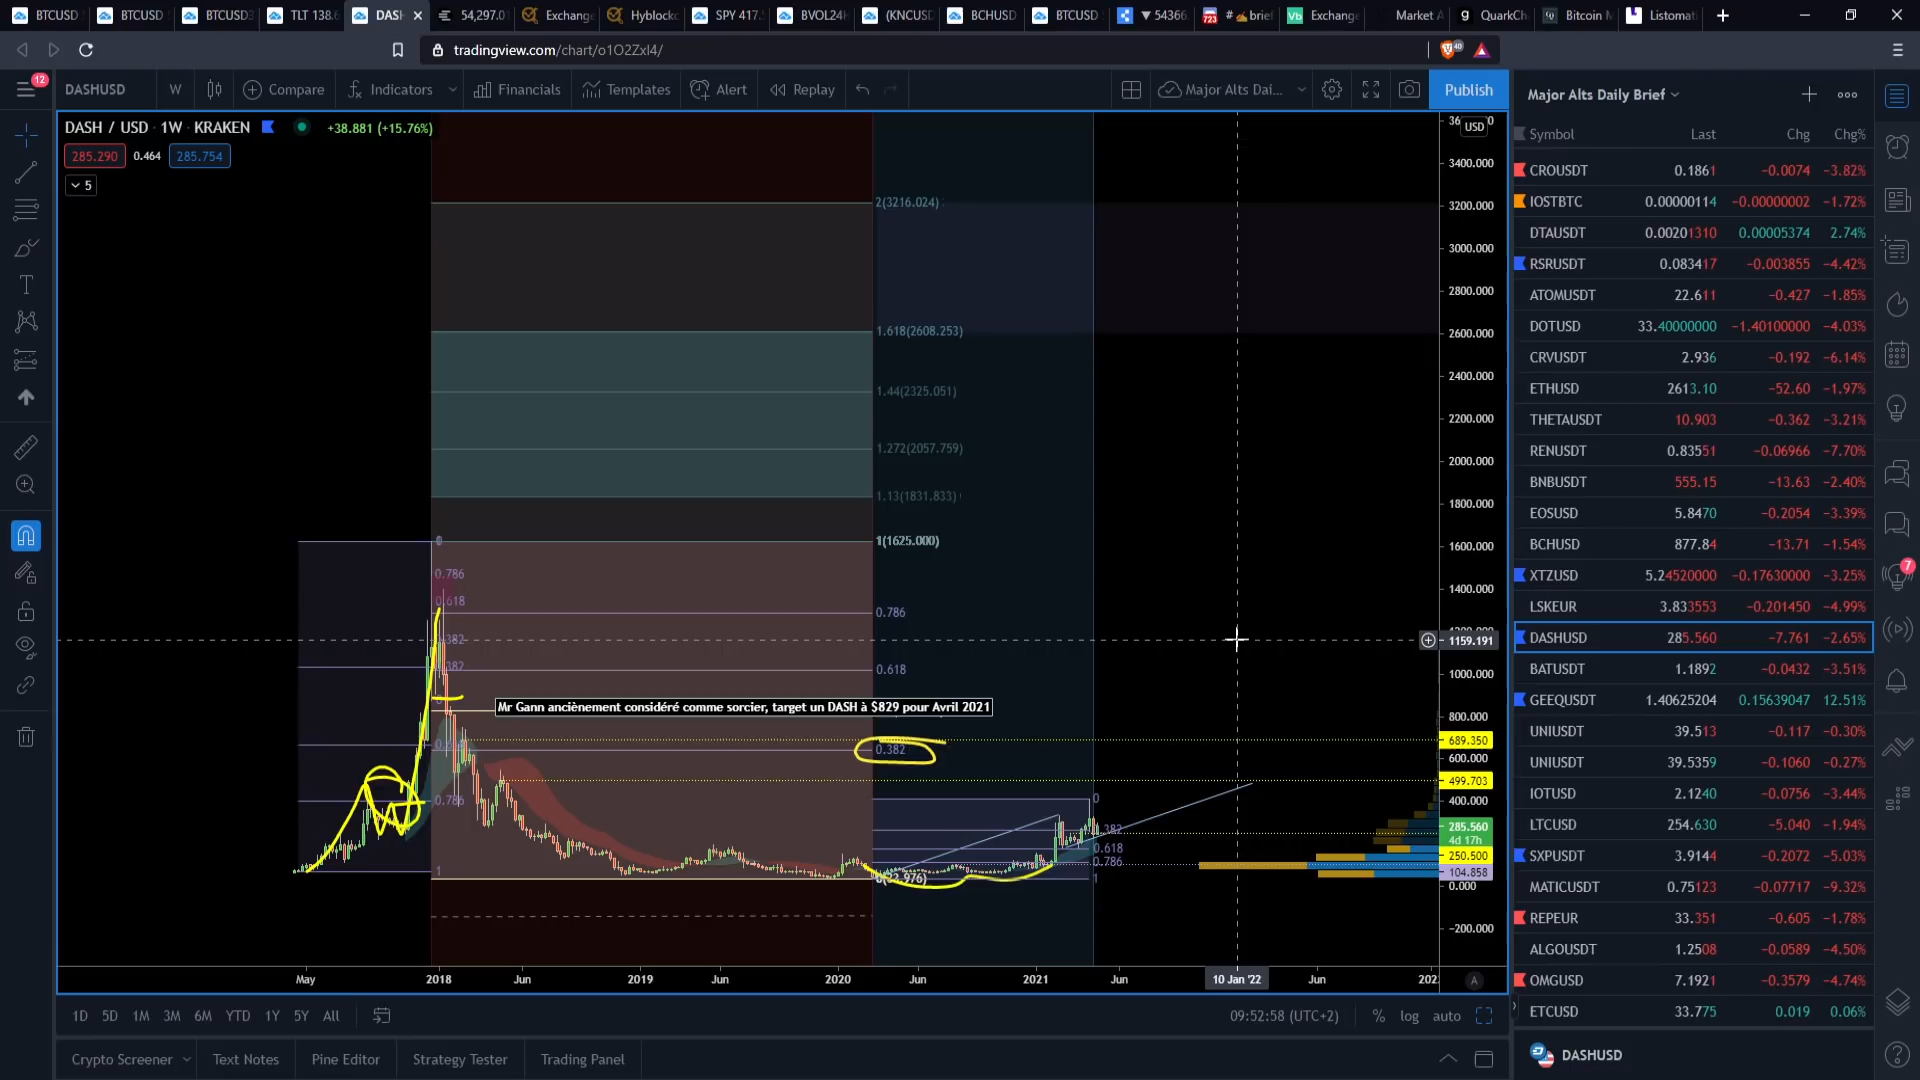 BTCUSD BTCUSD BTCUSD3 TLT 138.6 DASH 54,297.01 Exchange Hyblock SPY 417. BVOL24H (KNCUSD BCHUSD BTCUSD ▼ 54366. # brief Exchange Market A QuarkCh Bitcoin M Listomat
tradingview.com/chart/o1O2Zxl4/
12 DASHUSD W Compare Indicators Financials Templates Alert Replay Major Alts Dai... Publish
DASH / USD · 1W · KRAKEN +38.881 (+15.76%)
285.290 0.464 285.754
5
USD
3400.000
3200.000
3000.000
2800.000
2600.000
2400.000
2200.000
2000.000
1800.000
1600.000
1400.000
1159.191
1000.000
800.000
689.350
600.000
499.703
400.000
285.560
4d 17h
250.500
104.858
0.000
−200.000
2(3216.024)
1.618(2608.253)
1.44(2325.051)
1.272(2057.759)
1.13(1831.833)
1(1625.000)
0.786
0.618
0.382
0
0.786
0.618
0.786
1
Mr Gann anciènement considéré comme sorcier, target un DASH à $829 pour Avril 2021
0
0.618
0.786
1
May 2018 Jun 2019 Jun 2020 Jun 2021 Jun 10 Jan '22 Jun 202
A
1D 5D 1M 3M 6M YTD 1Y 5Y All 09:52:58 (UTC+2) % log auto
Crypto Screener Text Notes Pine Editor Strategy Tester Trading Panel
Major Alts Daily Brief
Symbol Last Chg Chg%
CROUSDT 0.1861 −0.0074 −3.82%
IOSTBTC 0.00000114 −0.00000002 −1.72%
DTAUSDT 0.00201310 0.00005374 2.74%
RSRUSDT 0.083417 −0.003855 −4.42%
ATOMUSDT 22.611 −0.427 −1.85%
DOTUSD 33.40000000 −1.40100000 −4.03%
CRVUSDT 2.936 −0.192 −6.14%
ETHUSD 2613.10 −52.60 −1.97%
THETAUSDT 10.903 −0.362 −3.21%
RENUSDT 0.83551 −0.06966 −7.70%
BNBUSDT 555.15 −13.63 −2.40%
EOSUSD 5.8470 −0.2054 −3.39%
BCHUSD 877.84 −13.71 −1.54%
XTZUSD 5.24520000 −0.17630000 −3.25%
LSKEUR 3.833553 −0.201450 −4.99%
DASHUSD 285.560 −7.761 −2.65%
BATUSDT 1.1892 −0.0432 −3.51%
GEEQUSDT 1.40625204 0.15639047 12.51%
UNIUSDT 39.513 −0.117 −0.30%
UNIUSDT 39.5359 −0.1060 −0.27%
IOTUSD 2.1240 −0.0756 −3.44%
LTCUSD 254.630 −5.040 −1.94%
SXPUSDT 3.9144 −0.2072 −5.03%
MATICUSD 0.75123 −0.07717 −9.32%
REPEUR 33.351 −0.605 −1.78%
ALGOUSDT 1.2508 −0.0589 −4.50%
OMGUSD 7.1921 −0.3579 −4.74%
ETCUSD 33.775 0.019 0.06%
DASHUSD
7